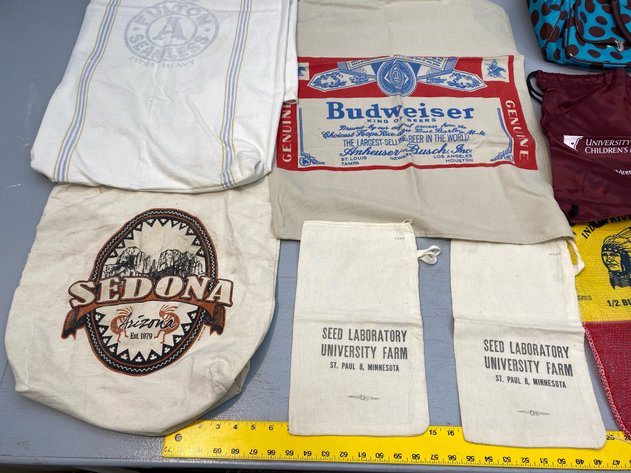 FULTON
A
SEAMLESS
EXTRA HEAVY
GENUINE
Budweiser
KING OF BEERS
THE LARGEST-SELLING BEER IN THE WORLD
Anheuser Busch, Inc.
ST. LOUIS LOS ANGELES
TAMPA HOUSTON
GENUINE
UNIVERSITY
CHILDREN'S
SEDONA
Arizona
Est. 1879
SEED LABORATORY
UNIVERSITY FARM
ST. PAUL 8, MINNESOTA
SEED LABORATORY
UNIVERSITY FARM
ST. PAUL 8, MINNESOTA
1/2 BU